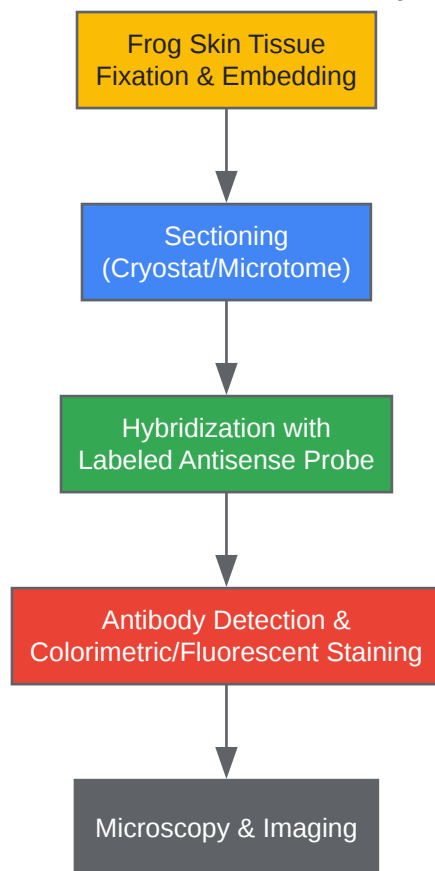 Frog Skin Tissue
Fixation & Embedding
Sectioning
(Cryostat/Microtome)
Hybridization with
Labeled Antisense Probe
Antibody Detection &
Colorimetric/Fluorescent Staining
Microscopy & Imaging